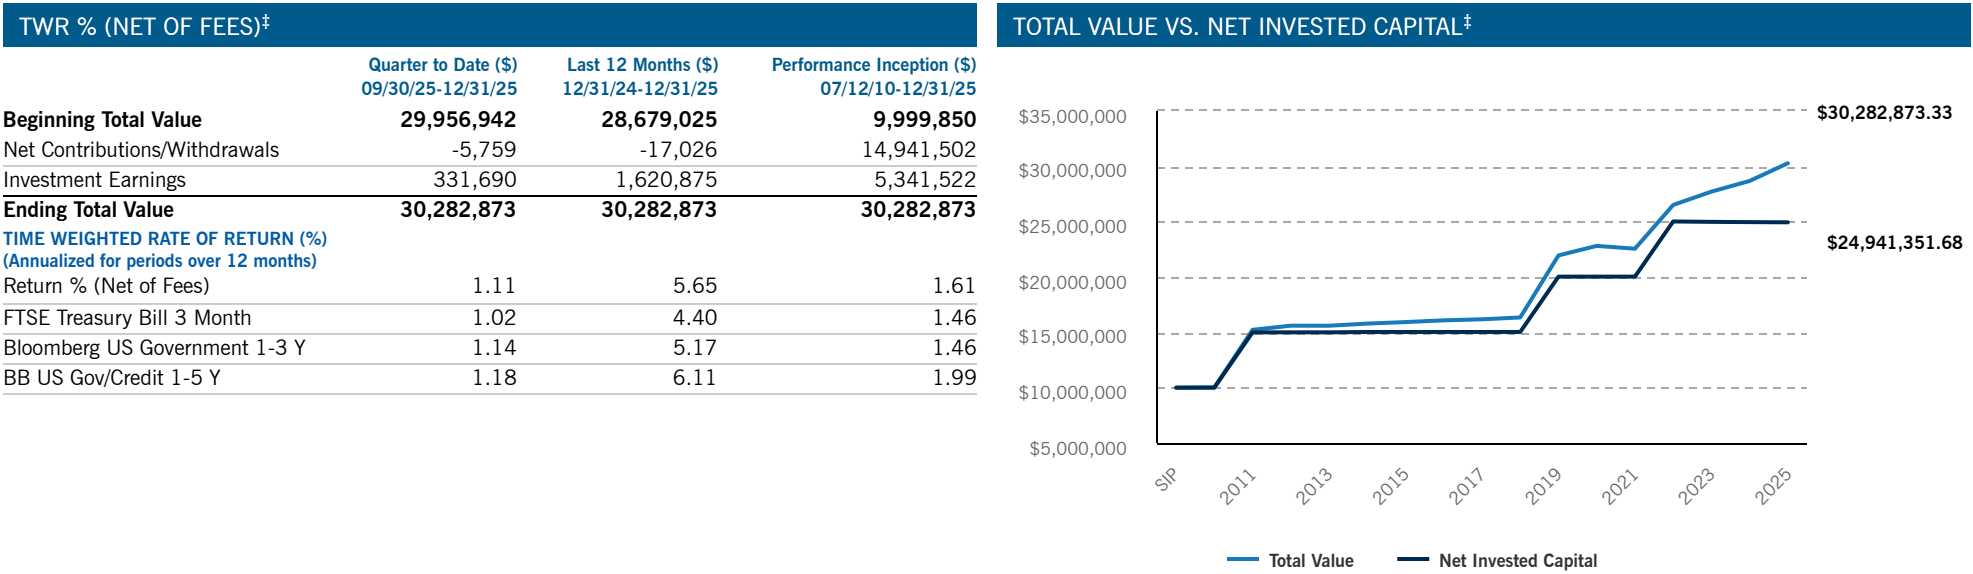 TWR % (NET OF FEES)‡
Quarter to Date ($) Last 12 Months ($) Performance Inception ($)
09/30/25-12/31/25 12/31/24-12/31/25 07/12/10-12/31/25
Beginning Total Value 29,956,942 28,679,025 9,999,850
Net Contributions/Withdrawals -5,759 -17,026 14,941,502
Investment Earnings 331,690 1,620,875 5,341,522
Ending Total Value 30,282,873 30,282,873 30,282,873
TIME WEIGHTED RATE OF RETURN (%)
(Annualized for periods over 12 months)
Return % (Net of Fees) 1.11 5.65 1.61
FTSE Treasury Bill 3 Month 1.02 4.40 1.46
Bloomberg US Government 1-3 Y 1.14 5.17 1.46
BB US Gov/Credit 1-5 Y 1.18 6.11 1.99
TOTAL VALUE VS. NET INVESTED CAPITAL‡
$35,000,000
$30,000,000
$25,000,000
$20,000,000
$15,000,000
$10,000,000
$5,000,000
$30,282,873.33
$24,941,351.68
SIP 2011 2013 2015 2017 2019 2021 2023 2025
Total Value Net Invested Capital